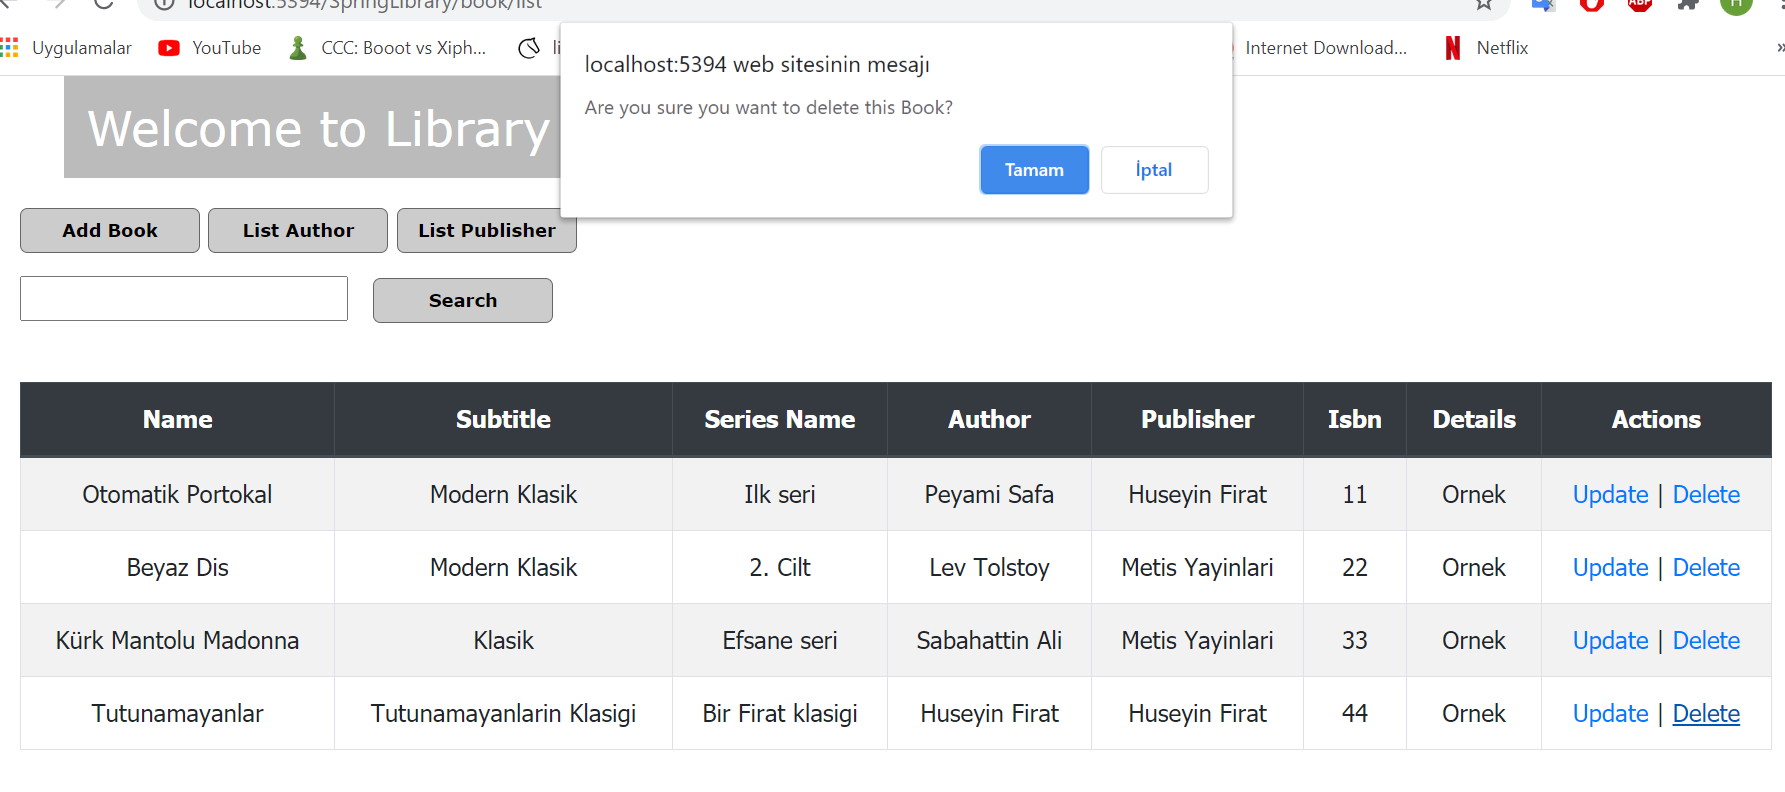 localhost:5394/SpringLibrary/book/list
ABP
H
Uygulamalar YouTube CCC: Booot vs Xiph... li Internet Download... Netflix »
localhost:5394 web sitesinin mesajı
Are you sure you want to delete this Book?
Tamam İptal
Welcome to Library
Add Book List Author List Publisher
Search
Name Subtitle Series Name Author Publisher Isbn Details Actions
Otomatik Portokal Modern Klasik Ilk seri Peyami Safa Huseyin Firat 11 Ornek Update | Delete
Beyaz Dis Modern Klasik 2. Cilt Lev Tolstoy Metis Yayinlari 22 Ornek Update | Delete
Kürk Mantolu Madonna Klasik Efsane seri Sabahattin Ali Metis Yayinlari 33 Ornek Update | Delete
Tutunamayanlar Tutunamayanlarin Klasigi Bir Firat klasigi Huseyin Firat Huseyin Firat 44 Ornek Update | Delete